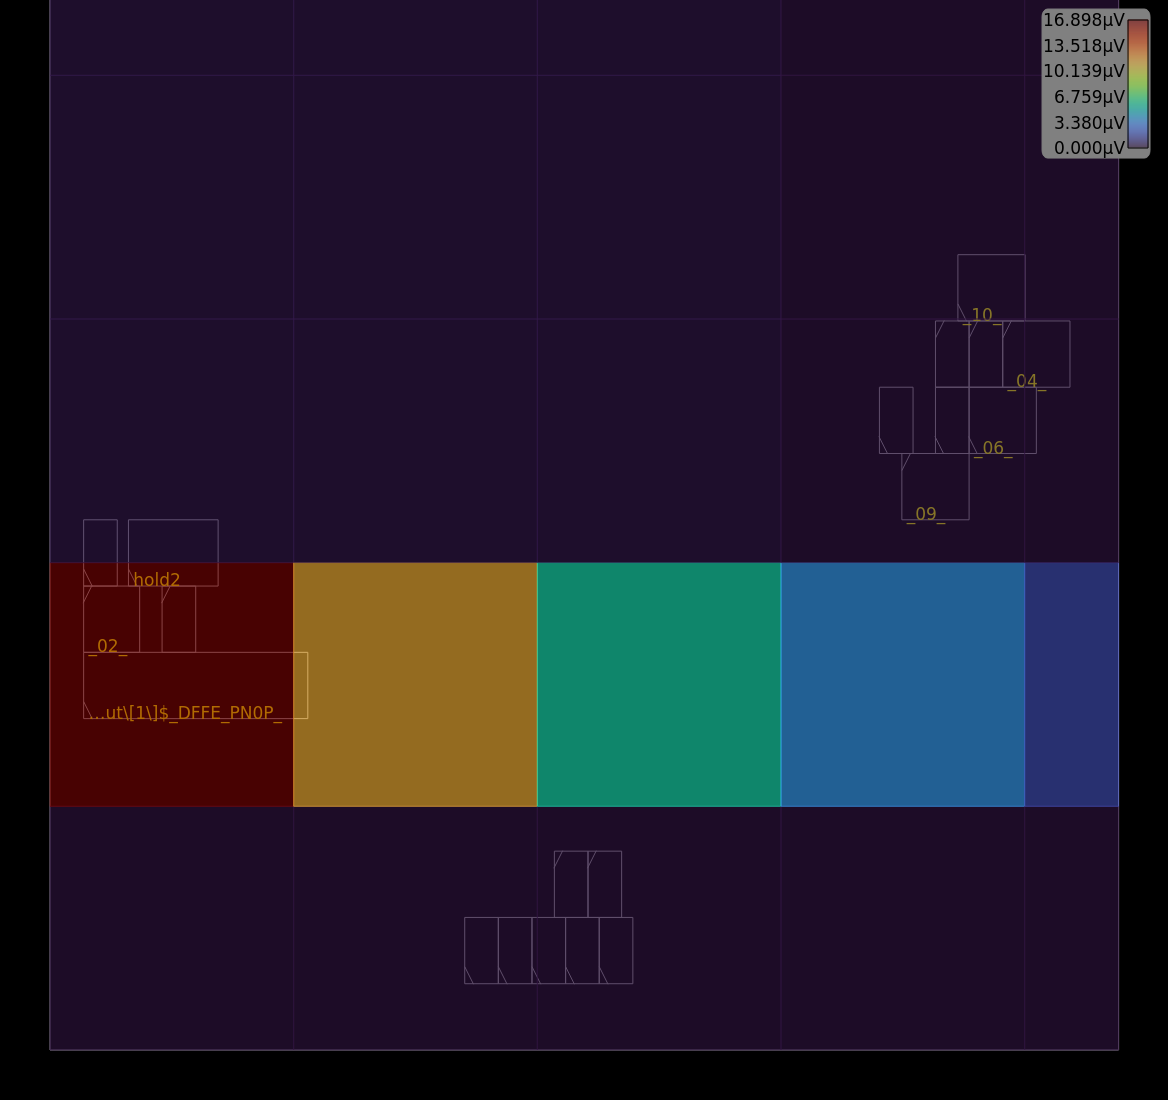 16.898µV
13.518µV
10.139µV
6.759µV
3.380µV
0.000µV
_10_
_04_
_06_
_09_
hold2
_02_
...ut\[1\]$_DFFE_PN0P_